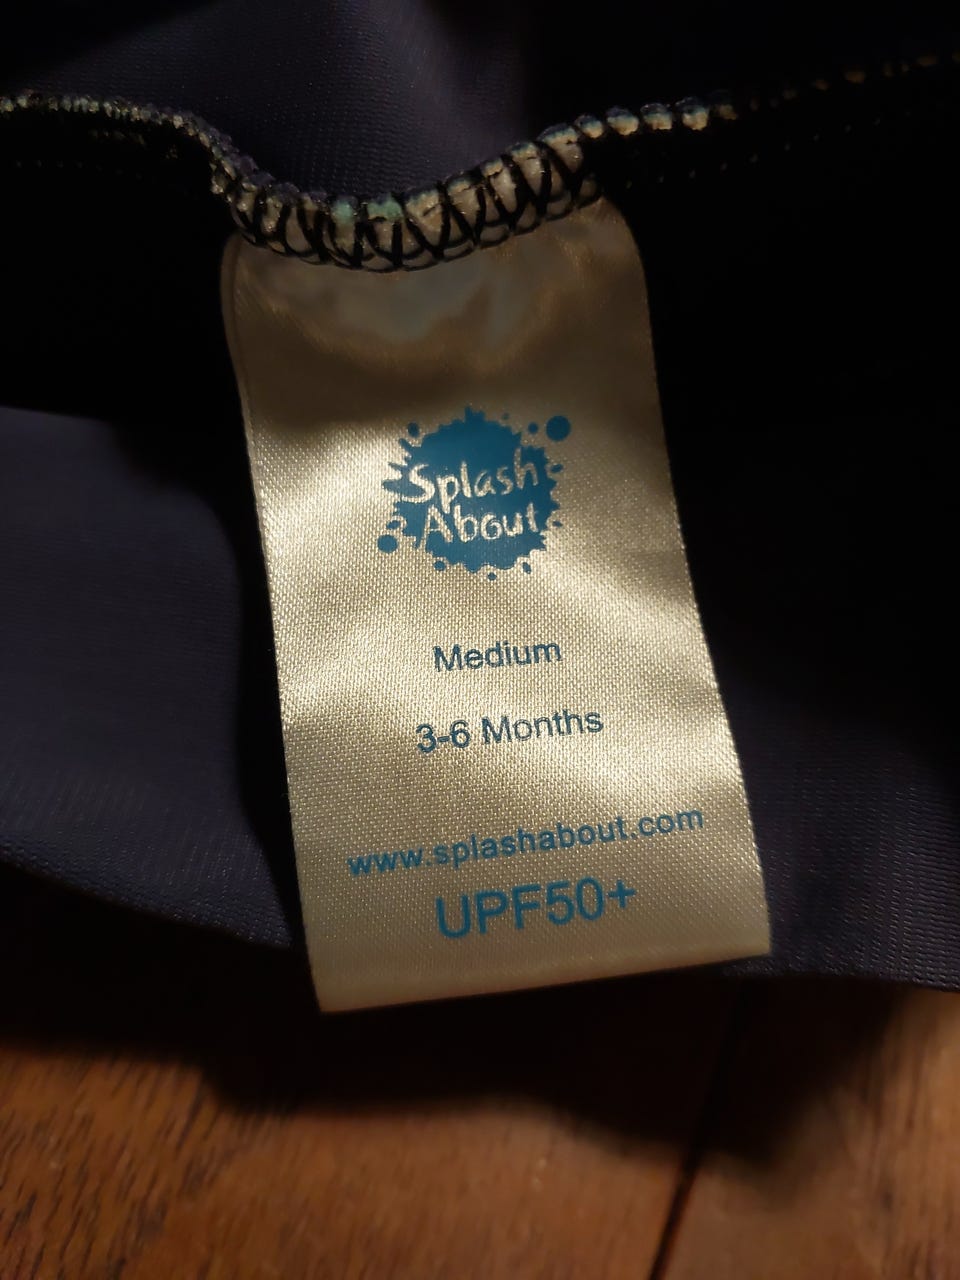 Splash
About
Medium
3-6 Months
www.splashabout.com
UPF50+